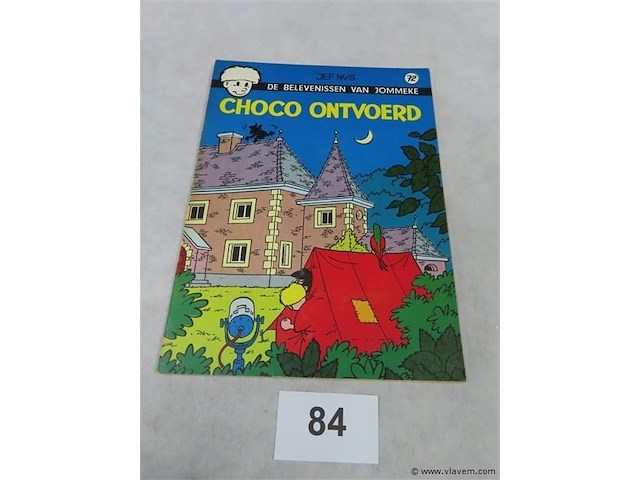 JEF NYS
72
DE BELEVENISSEN VAN JOMMEKE
CHOCO ONTVOERD
84
© www.vlavem.com